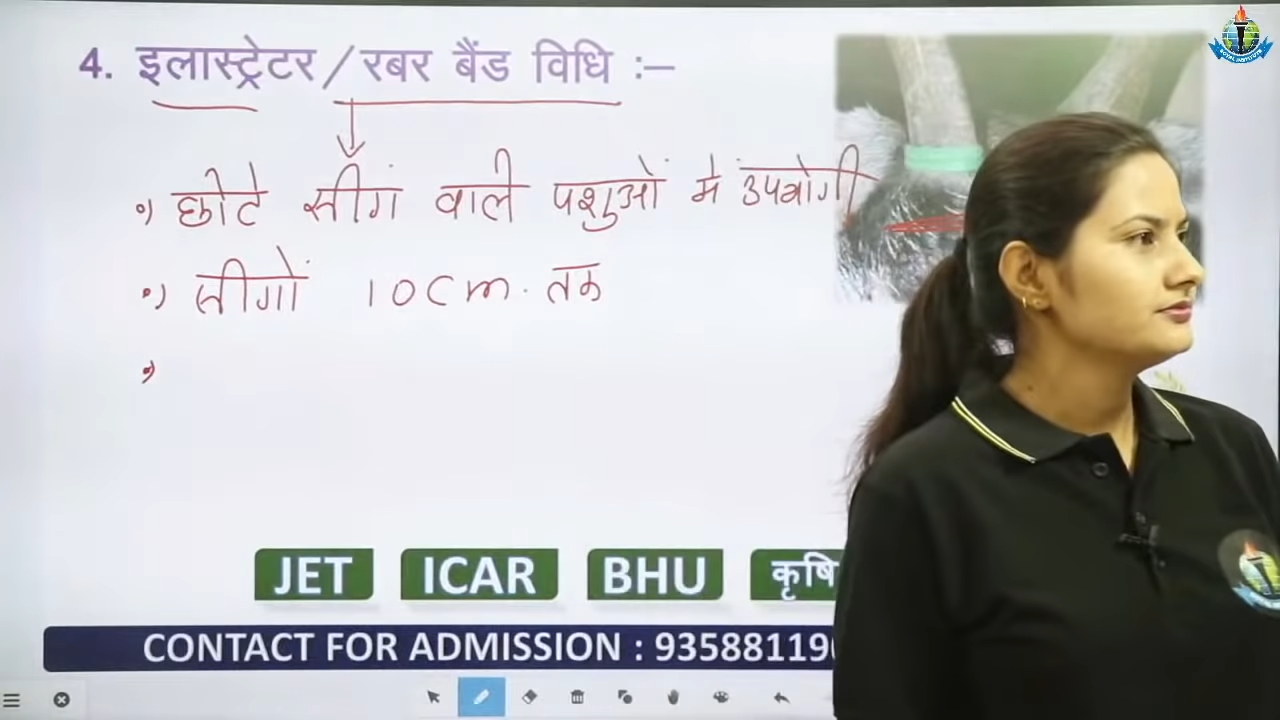 4. इलास्ट्रेटर/रबर बैंड विधि :–
छोटे सींग वाले पशुओं में उपयोगी
सीगों 10cm. तक
JET ICAR BHU कृषि
CONTACT FOR ADMISSION : 93588119